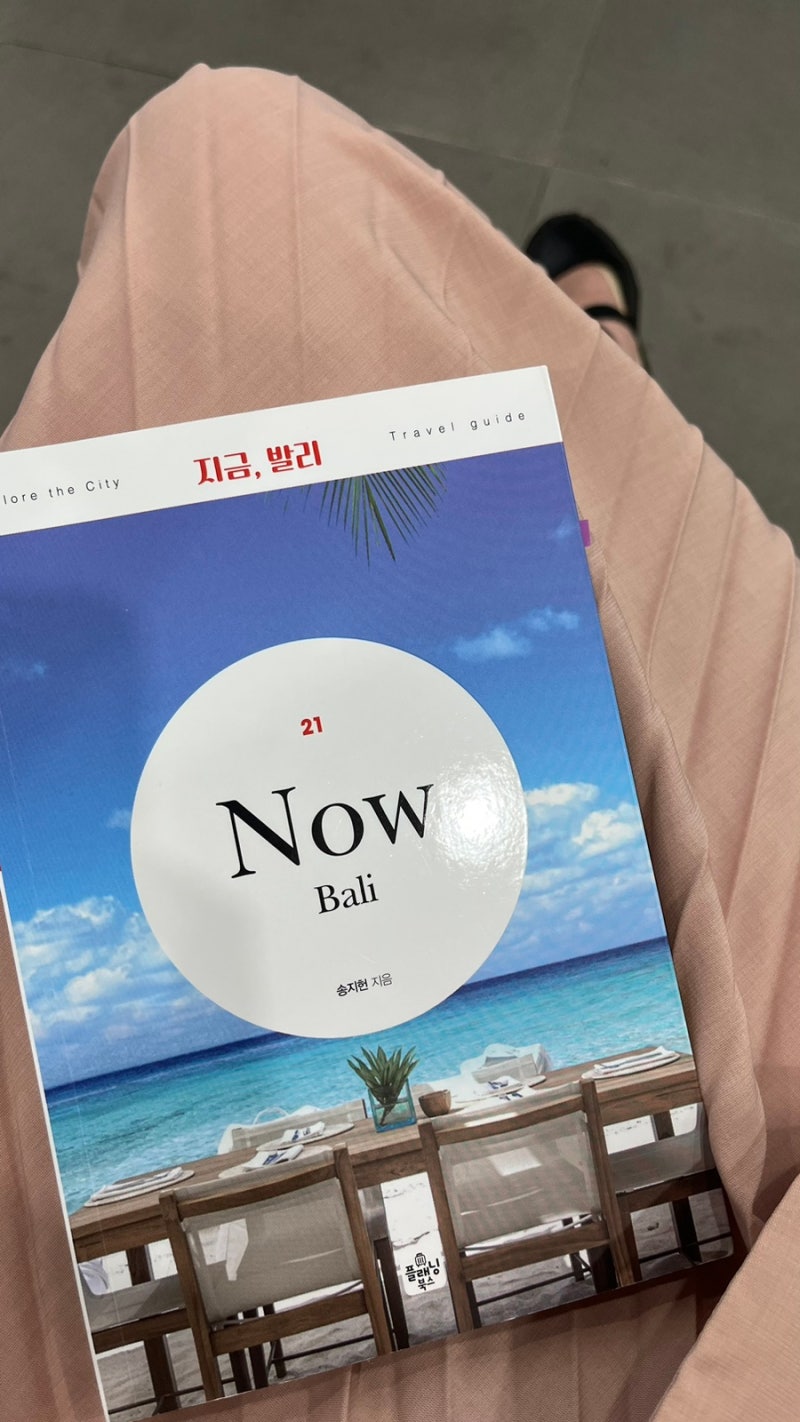 lore the City
지금, 발리
Travel guide
21
Now
Bali
송지현 지음
플래닝
북스